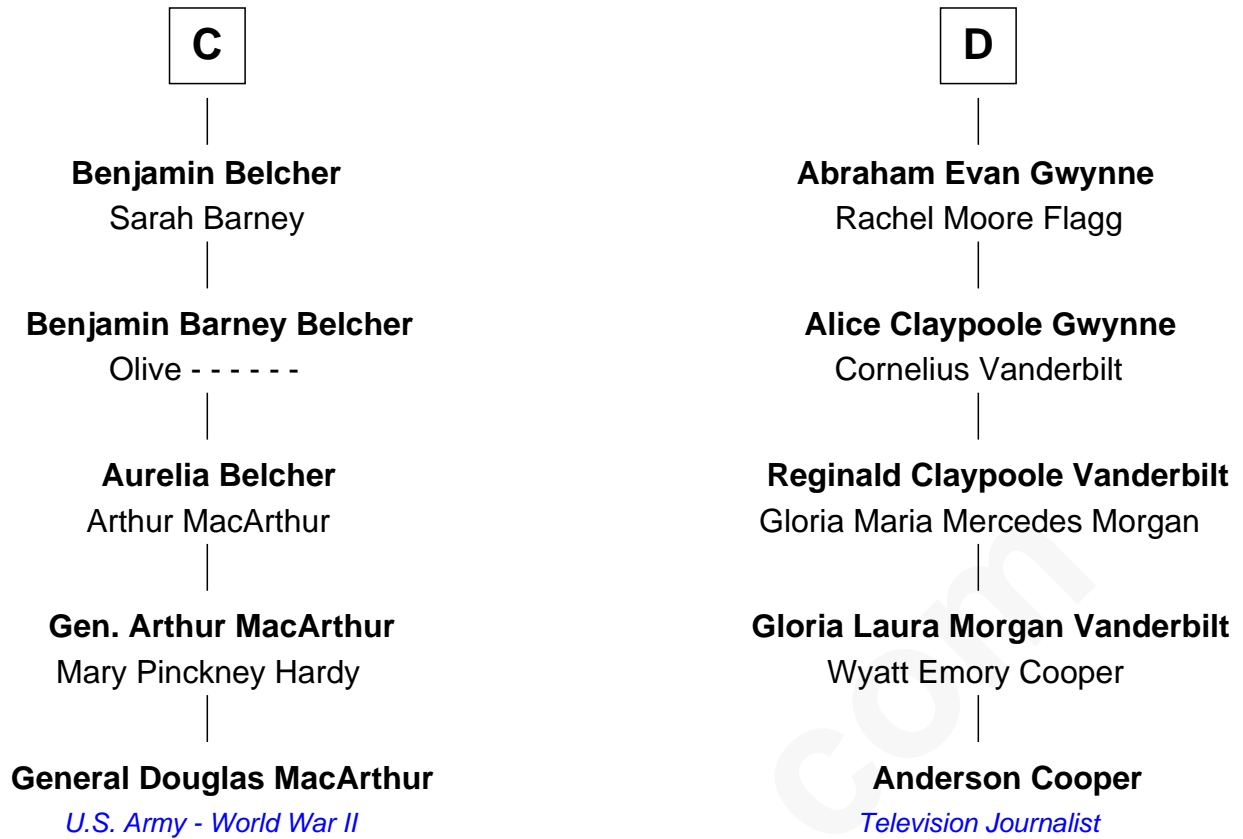 C
D
Benjamin Belcher
Sarah Barney
Abraham Evan Gwynne
Rachel Moore Flagg
Benjamin Barney Belcher
Olive - - - - - -
Alice Claypoole Gwynne
Cornelius Vanderbilt
Aurelia Belcher
Arthur MacArthur
Reginald Claypoole Vanderbilt
Gloria Maria Mercedes Morgan
Gen. Arthur MacArthur
Mary Pinckney Hardy
Gloria Laura Morgan Vanderbilt
Wyatt Emory Cooper
General Douglas MacArthur
U.S. Army - World War II
Anderson Cooper
Television Journalist
com